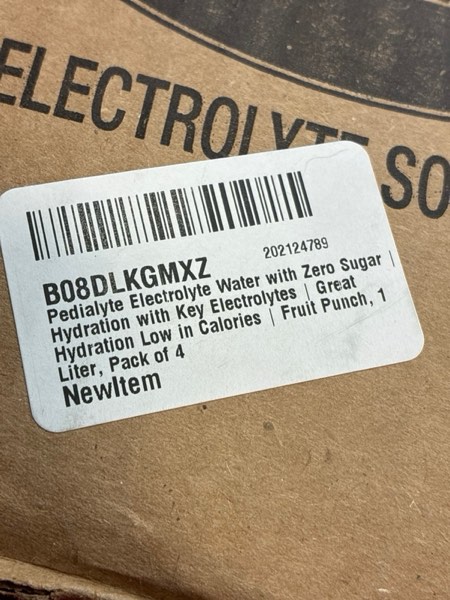 ELECTROLYTE SO
B08DLKGMXZ 202124789
Pedialyte Electrolyte Water with Zero Sugar |
Hydration with Key Electrolytes | Great
Hydration Low in Calories | Fruit Punch, 1
Liter, Pack of 4
NewItem